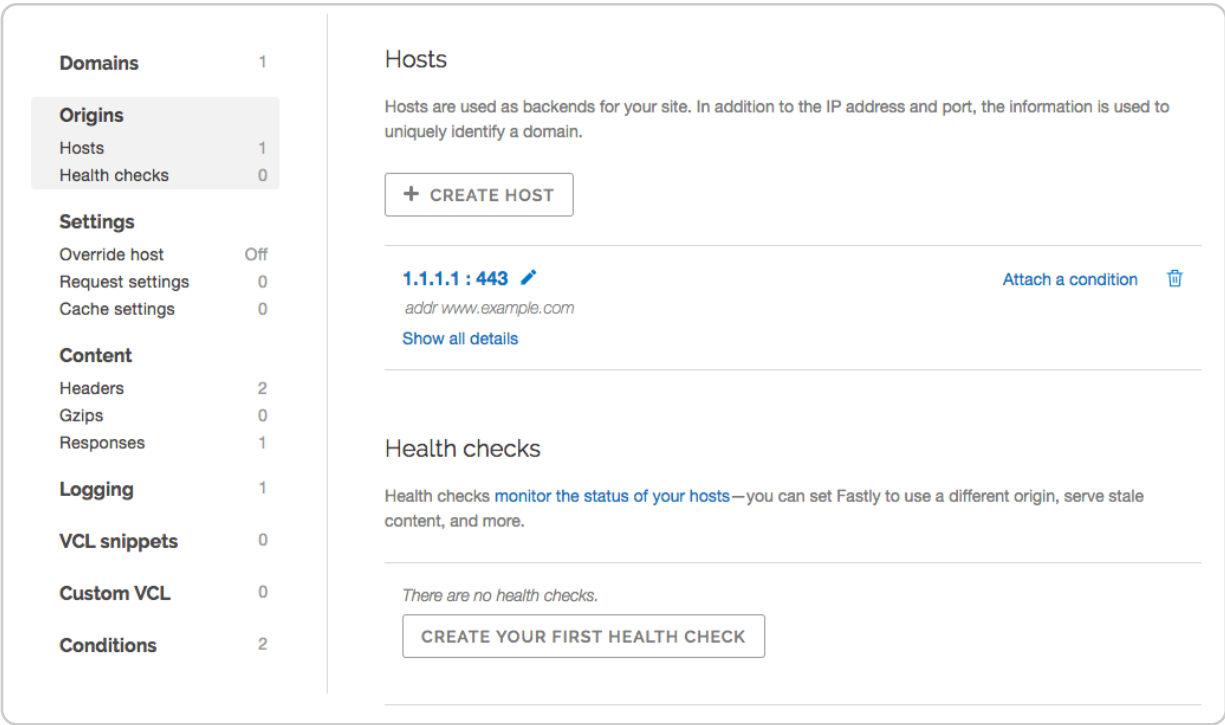 Domains 1
Origins
Hosts 1
Health checks 0
Settings
Override host Off
Request settings 0
Cache settings 0
Content
Headers 2
Gzips 0
Responses 1
Logging 1
VCL snippets 0
Custom VCL 0
Conditions 2
Hosts
Hosts are used as backends for your site. In addition to the IP address and port, the information is used to
uniquely identify a domain.
+ CREATE HOST
1.1.1.1 : 443 Attach a condition
addr www.example.com
Show all details
Health checks
Health checks monitor the status of your hosts—you can set Fastly to use a different origin, serve stale
content, and more.
There are no health checks.
CREATE YOUR FIRST HEALTH CHECK